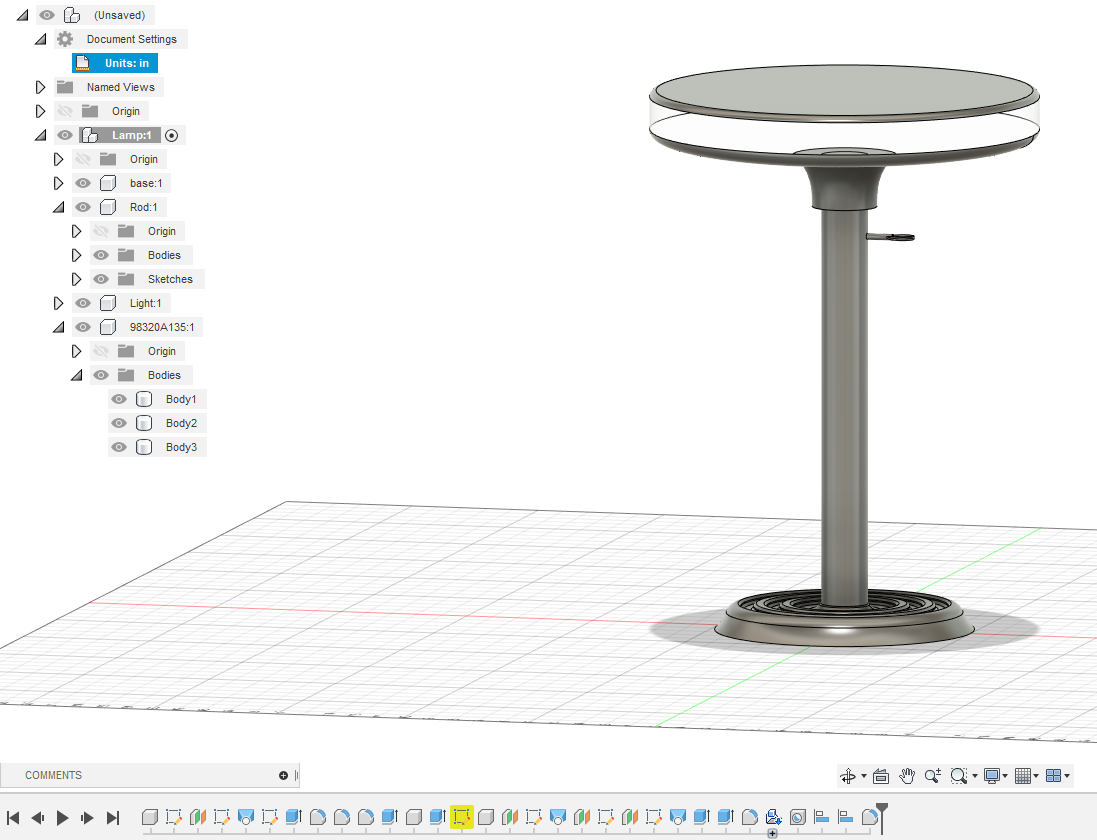 (Unsaved)
Document Settings
Units: in
Named Views
Origin
Lamp:1
Origin
base:1
Rod:1
Origin
Bodies
Sketches
Light:1
98320A135:1
Origin
Bodies
Body1
Body2
Body3
COMMENTS